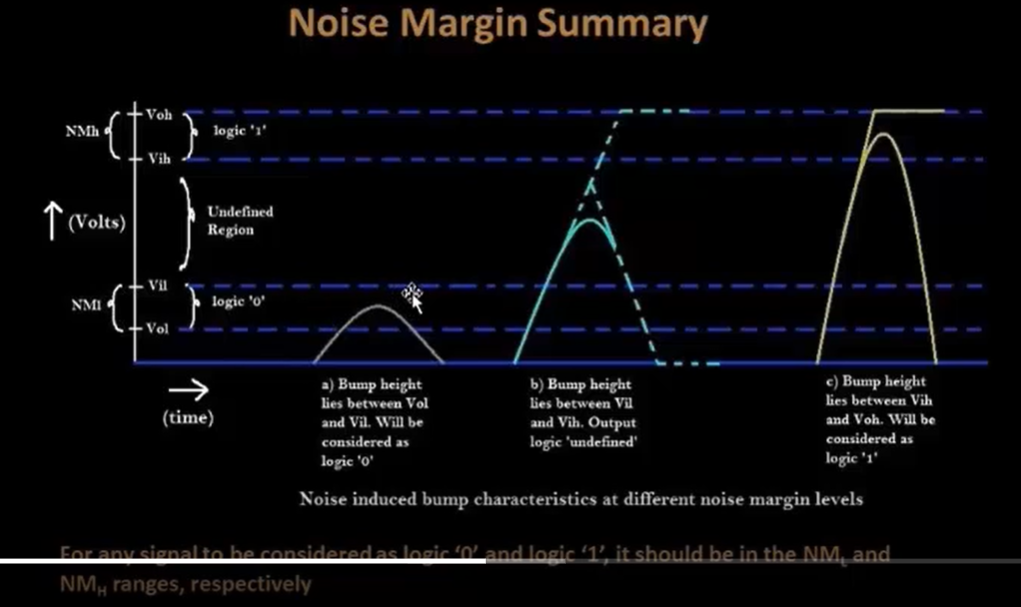 Noise Margin Summary
Voh
NMh
logic '1'
Vih
Undefined
Region
(Volts)
Vil
NMl
logic '0'
Vol
(time)
a) Bump height
lies between Vol
and Vil. Will be
considered as
logic '0'
b) Bump height
lies between Vil
and Vih. Output
logic 'undefined'
c) Bump height
lies between Vih
and Voh. Will be
considered as
logic '1'
Noise induced bump characteristics at different noise margin levels
For any signal to be considered as logic ‘0’ and logic ‘1’, it should be in the NML and
NMH ranges, respectively